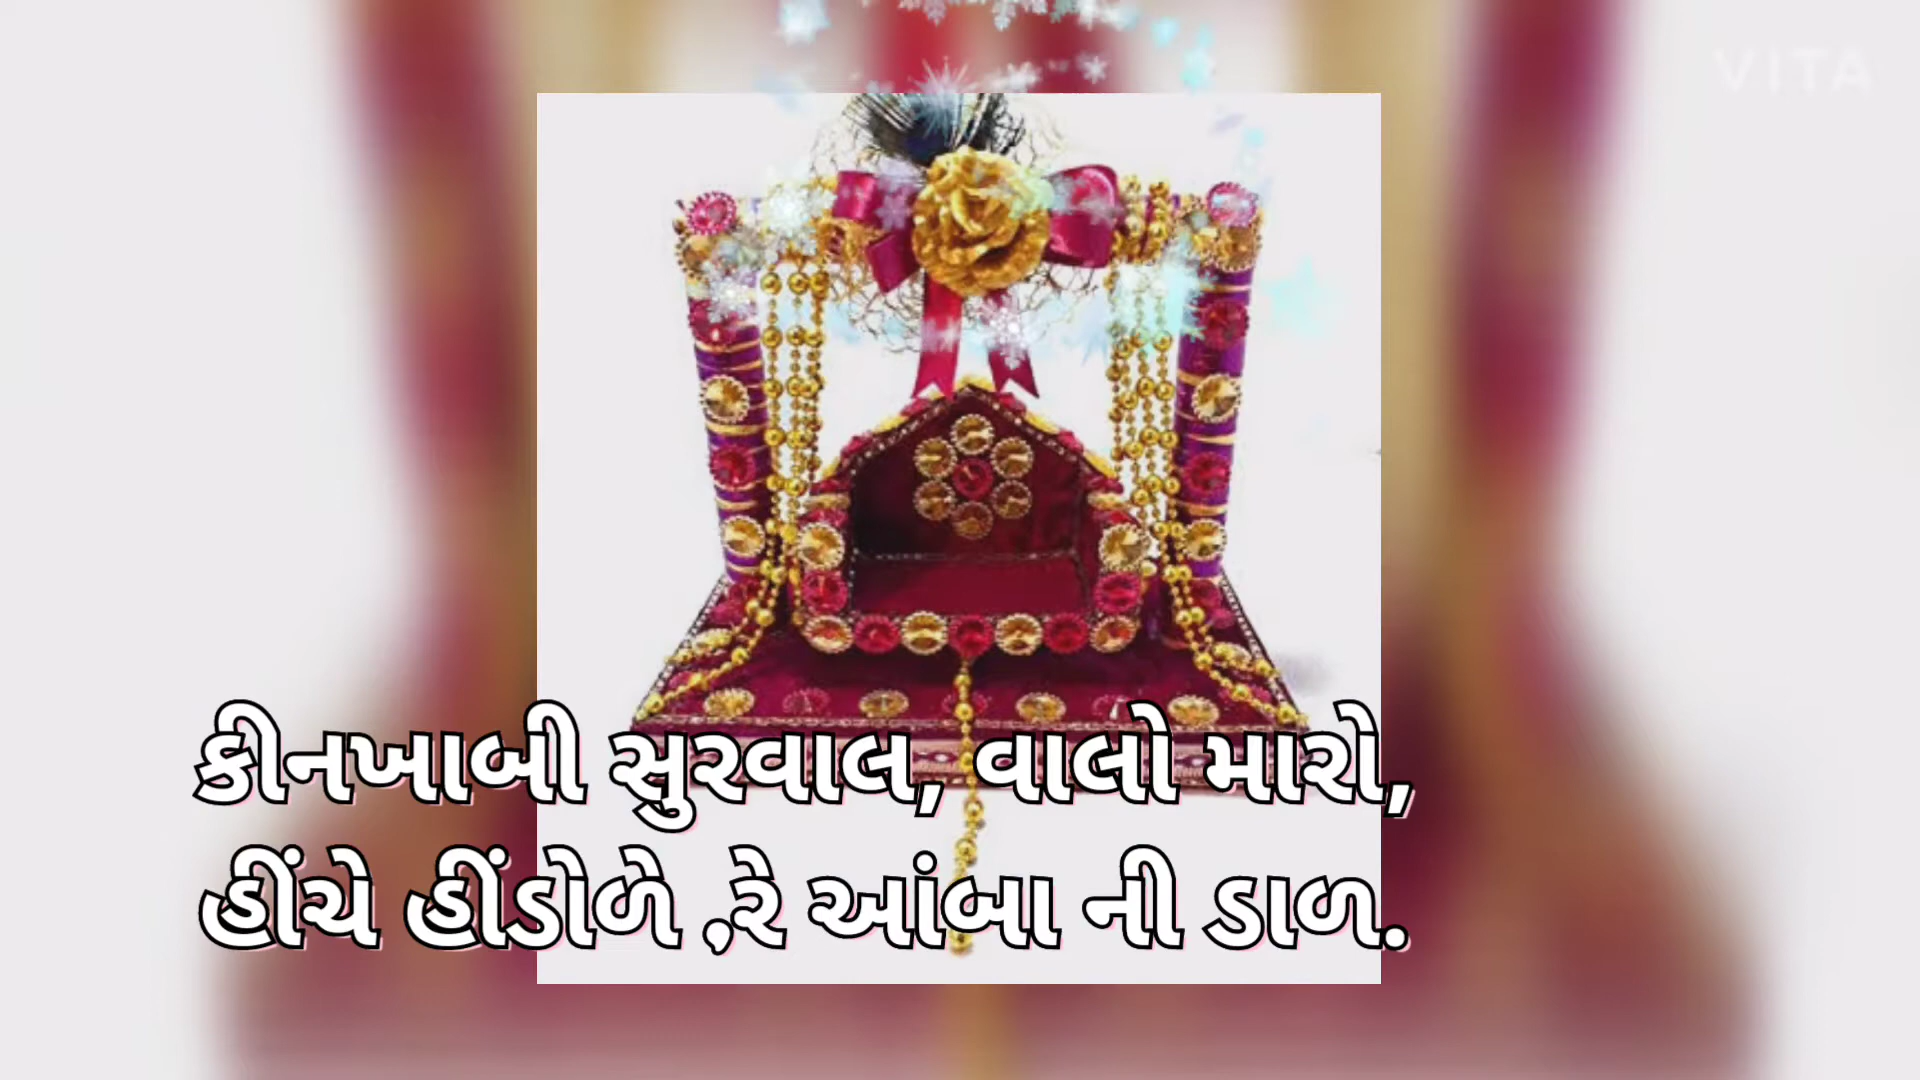 VITA
કીનખાબી સુરવાલ, વાલો મારો,
હીંચે હીંડોળે ,રે આંબા ની ડાળ.